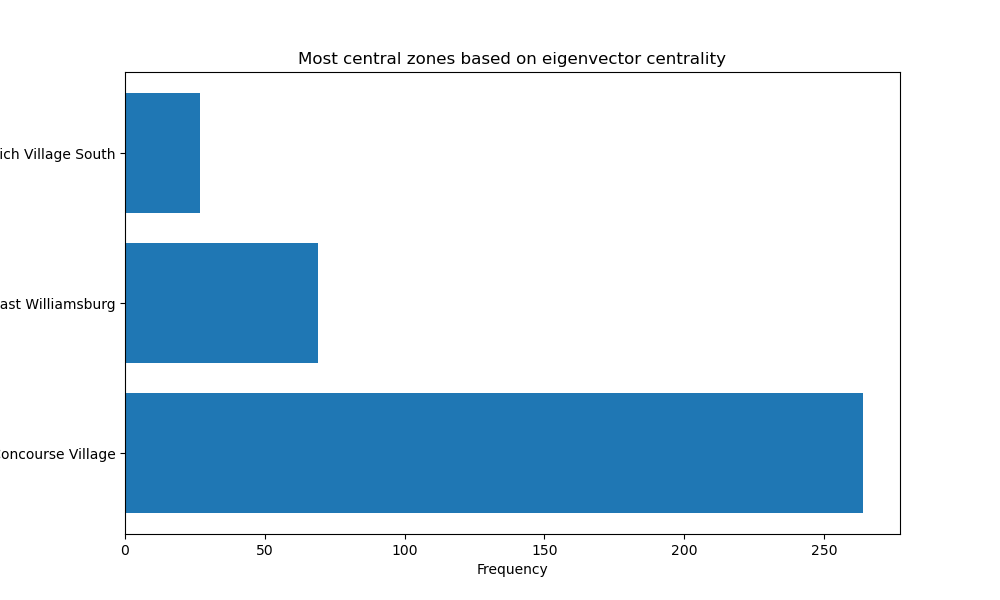 Most central zones based on eigenvector centrality
ich Village South
ast Williamsburg
oncourse Village
0 50 100 150 200 250
Frequency